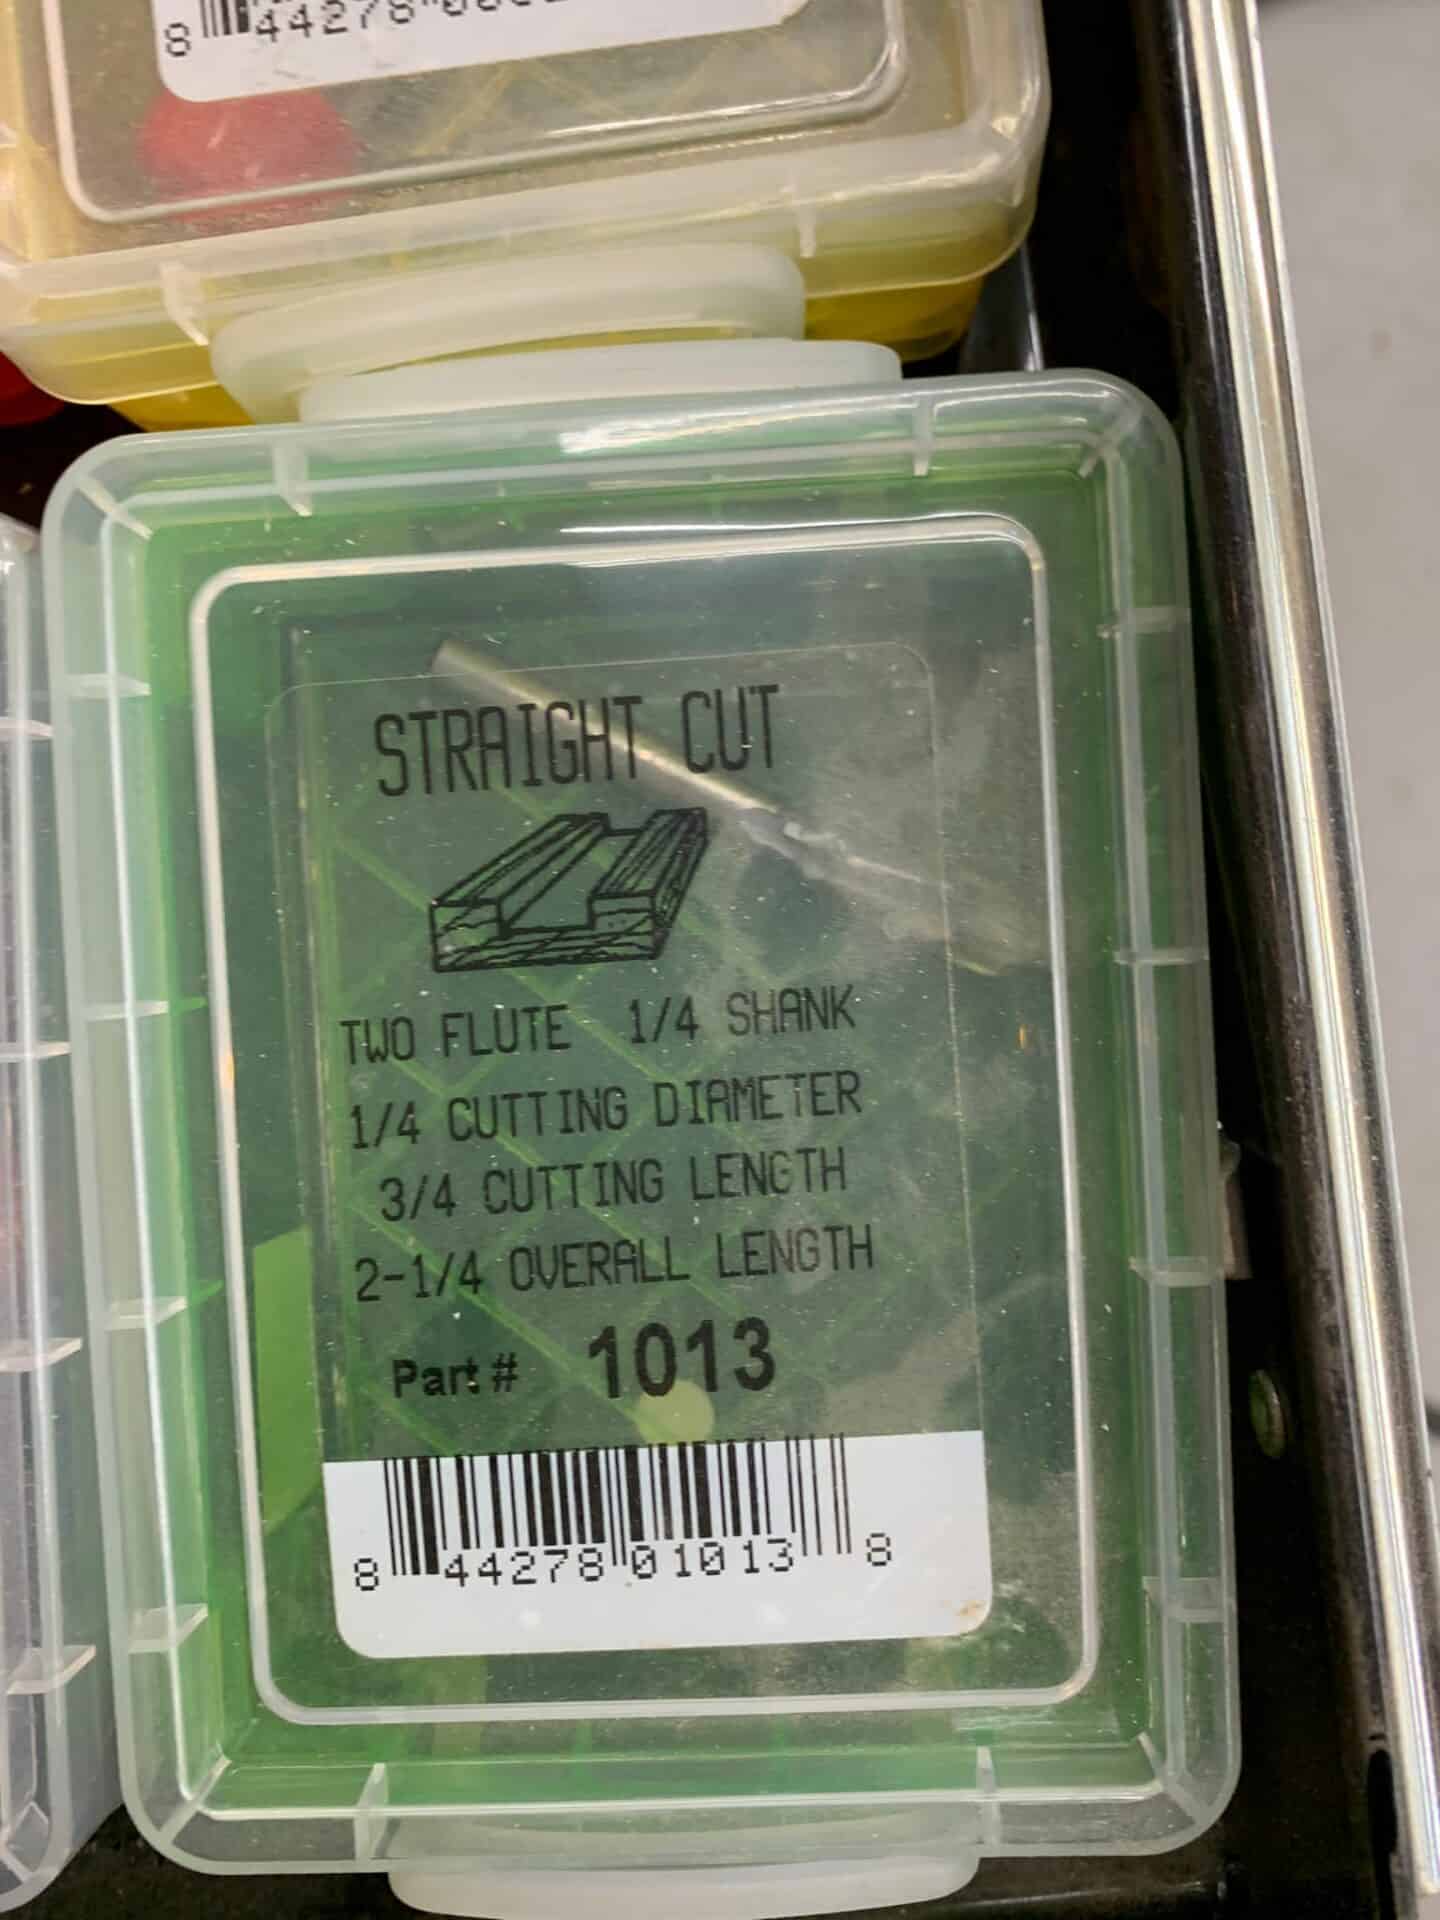 STRAIGHT CUT
TWO FLUTE 1/4 SHANK
1/4 CUTTING DIAMETER
3/4 CUTTING LENGTH
2-1/4 OVERALL LENGTH
Part # 1013
8 44278 01013 8